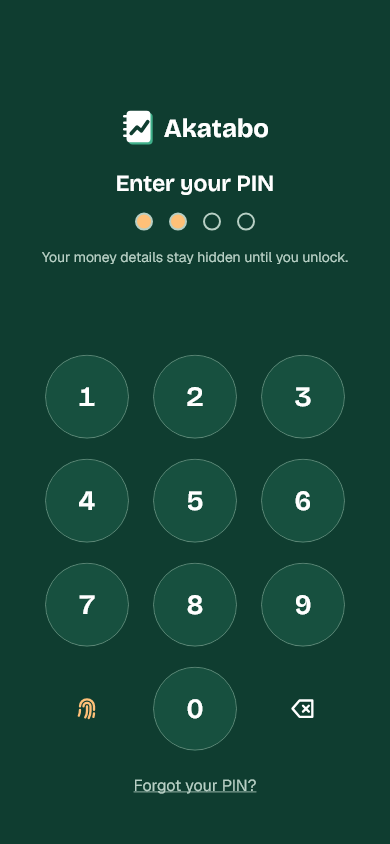 Akatabo
Enter your PIN
Your money details stay hidden until you unlock.
1 2 3
4 5 6
7 8 9
0
Forgot your PIN?